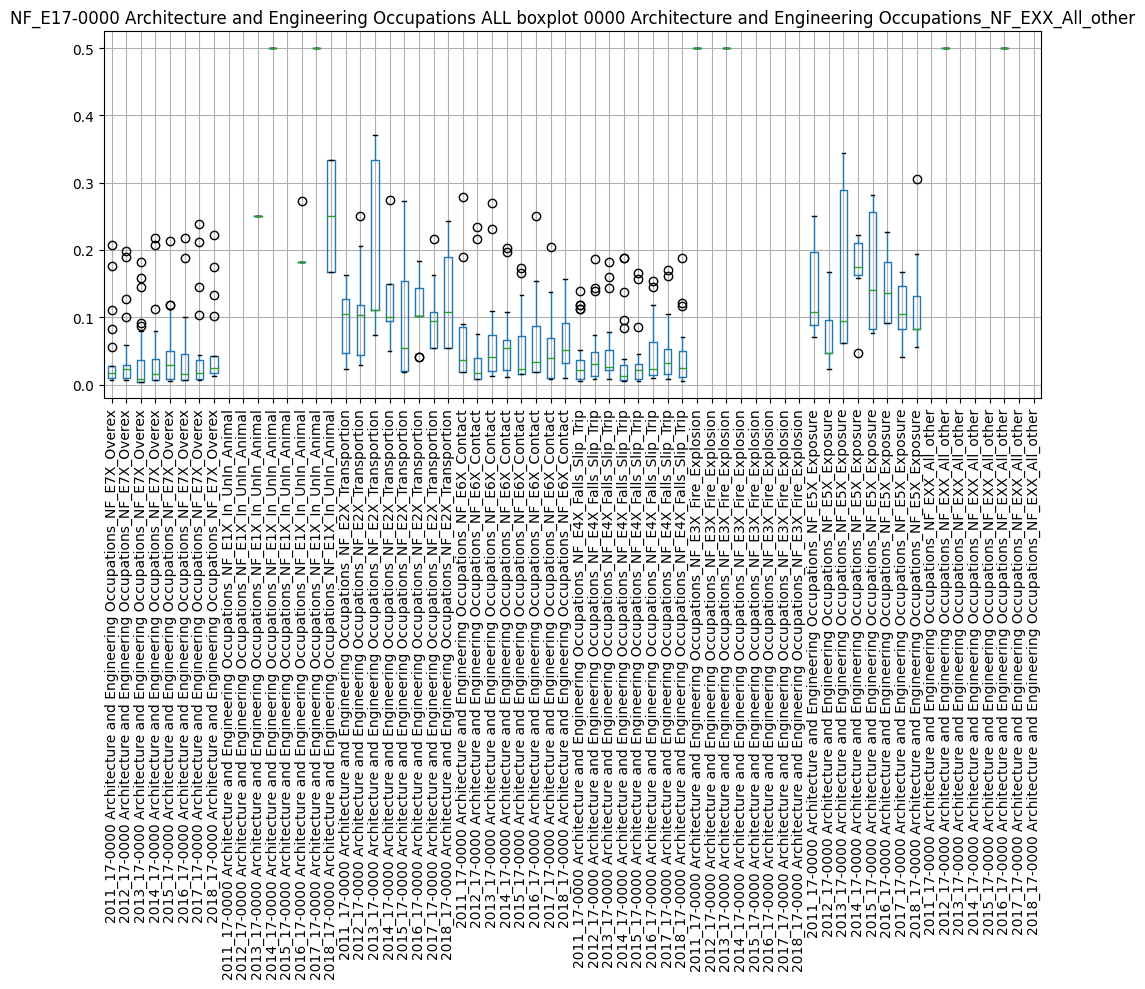 NF_E17-0000 Architecture and Engineering Occupations ALL boxplot 0000 Architecture and Engineering Occupations_NF_EXX_All_other
0.5
0.4
0.3
0.2
0.1
0.0
2011_17-0000 Architecture and Engineering Occupations_NF_E7X_Overex
2012_17-0000 Architecture and Engineering Occupations_NF_E7X_Overex
2013_17-0000 Architecture and Engineering Occupations_NF_E7X_Overex
2014_17-0000 Architecture and Engineering Occupations_NF_E7X_Overex
2015_17-0000 Architecture and Engineering Occupations_NF_E7X_Overex
2016_17-0000 Architecture and Engineering Occupations_NF_E7X_Overex
2017_17-0000 Architecture and Engineering Occupations_NF_E7X_Overex
2018_17-0000 Architecture and Engineering Occupations_NF_E7X_Overex
2011_17-0000 Architecture and Engineering Occupations_NF_E1X_In_UnIn_Animal
2012_17-0000 Architecture and Engineering Occupations_NF_E1X_In_UnIn_Animal
2013_17-0000 Architecture and Engineering Occupations_NF_E1X_In_UnIn_Animal
2014_17-0000 Architecture and Engineering Occupations_NF_E1X_In_UnIn_Animal
2015_17-0000 Architecture and Engineering Occupations_NF_E1X_In_UnIn_Animal
2016_17-0000 Architecture and Engineering Occupations_NF_E1X_In_UnIn_Animal
2017_17-0000 Architecture and Engineering Occupations_NF_E1X_In_UnIn_Animal
2018_17-0000 Architecture and Engineering Occupations_NF_E1X_In_UnIn_Animal
2011_17-0000 Architecture and Engineering Occupations_NF_E2X_Transportion
2012_17-0000 Architecture and Engineering Occupations_NF_E2X_Transportion
2013_17-0000 Architecture and Engineering Occupations_NF_E2X_Transportion
2014_17-0000 Architecture and Engineering Occupations_NF_E2X_Transportion
2015_17-0000 Architecture and Engineering Occupations_NF_E2X_Transportion
2016_17-0000 Architecture and Engineering Occupations_NF_E2X_Transportion
2017_17-0000 Architecture and Engineering Occupations_NF_E2X_Transportion
2018_17-0000 Architecture and Engineering Occupations_NF_E2X_Transportion
2011_17-0000 Architecture and Engineering Occupations_NF_E6X_Contact
2012_17-0000 Architecture and Engineering Occupations_NF_E6X_Contact
2013_17-0000 Architecture and Engineering Occupations_NF_E6X_Contact
2014_17-0000 Architecture and Engineering Occupations_NF_E6X_Contact
2015_17-0000 Architecture and Engineering Occupations_NF_E6X_Contact
2016_17-0000 Architecture and Engineering Occupations_NF_E6X_Contact
2017_17-0000 Architecture and Engineering Occupations_NF_E6X_Contact
2018_17-0000 Architecture and Engineering Occupations_NF_E6X_Contact
2011_17-0000 Architecture and Engineering Occupations_NF_E4X_Falls_Slip_Trip
2012_17-0000 Architecture and Engineering Occupations_NF_E4X_Falls_Slip_Trip
2013_17-0000 Architecture and Engineering Occupations_NF_E4X_Falls_Slip_Trip
2014_17-0000 Architecture and Engineering Occupations_NF_E4X_Falls_Slip_Trip
2015_17-0000 Architecture and Engineering Occupations_NF_E4X_Falls_Slip_Trip
2016_17-0000 Architecture and Engineering Occupations_NF_E4X_Falls_Slip_Trip
2017_17-0000 Architecture and Engineering Occupations_NF_E4X_Falls_Slip_Trip
2018_17-0000 Architecture and Engineering Occupations_NF_E4X_Falls_Slip_Trip
2011_17-0000 Architecture and Engineering Occupations_NF_E3X_Fire_Explosion
2012_17-0000 Architecture and Engineering Occupations_NF_E3X_Fire_Explosion
2013_17-0000 Architecture and Engineering Occupations_NF_E3X_Fire_Explosion
2014_17-0000 Architecture and Engineering Occupations_NF_E3X_Fire_Explosion
2015_17-0000 Architecture and Engineering Occupations_NF_E3X_Fire_Explosion
2016_17-0000 Architecture and Engineering Occupations_NF_E3X_Fire_Explosion
2017_17-0000 Architecture and Engineering Occupations_NF_E3X_Fire_Explosion
2018_17-0000 Architecture and Engineering Occupations_NF_E3X_Fire_Explosion
2011_17-0000 Architecture and Engineering Occupations_NF_E5X_Exposure
2012_17-0000 Architecture and Engineering Occupations_NF_E5X_Exposure
2013_17-0000 Architecture and Engineering Occupations_NF_E5X_Exposure
2014_17-0000 Architecture and Engineering Occupations_NF_E5X_Exposure
2015_17-0000 Architecture and Engineering Occupations_NF_E5X_Exposure
2016_17-0000 Architecture and Engineering Occupations_NF_E5X_Exposure
2017_17-0000 Architecture and Engineering Occupations_NF_E5X_Exposure
2018_17-0000 Architecture and Engineering Occupations_NF_E5X_Exposure
2011_17-0000 Architecture and Engineering Occupations_NF_EXX_All_other
2012_17-0000 Architecture and Engineering Occupations_NF_EXX_All_other
2013_17-0000 Architecture and Engineering Occupations_NF_EXX_All_other
2014_17-0000 Architecture and Engineering Occupations_NF_EXX_All_other
2015_17-0000 Architecture and Engineering Occupations_NF_EXX_All_other
2016_17-0000 Architecture and Engineering Occupations_NF_EXX_All_other
2017_17-0000 Architecture and Engineering Occupations_NF_EXX_All_other
2018_17-0000 Architecture and Engineering Occupations_NF_EXX_All_other